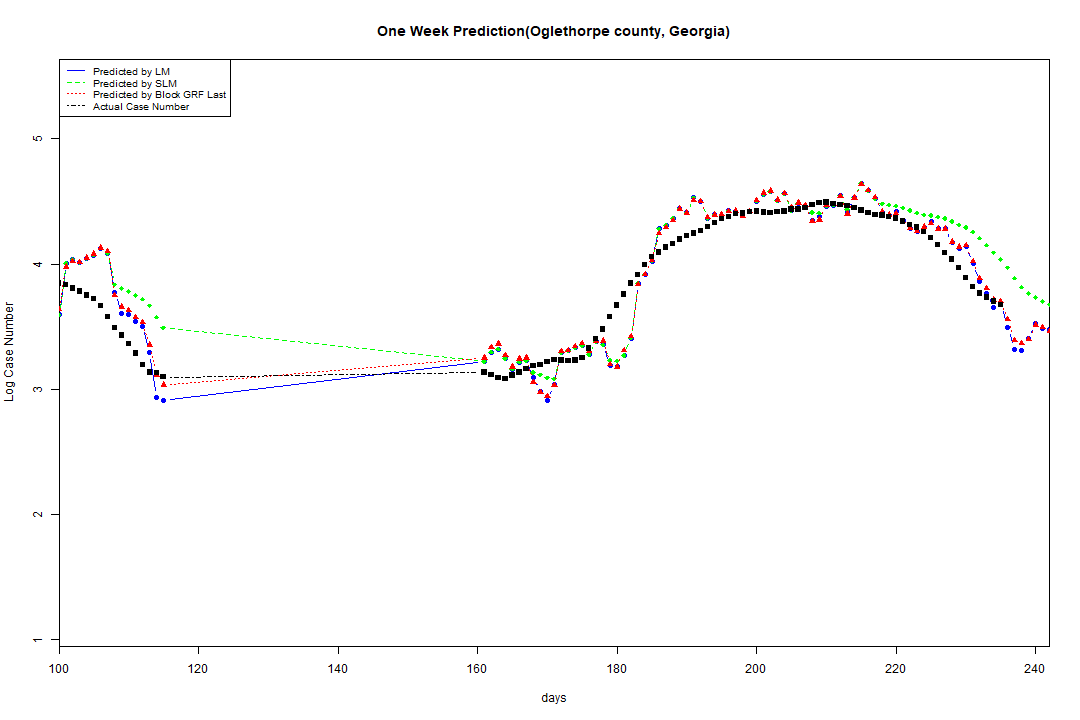 One Week Prediction(Oglethorpe county, Georgia)
Predicted by LM
Predicted by SLM
Predicted by Block GRF Last
Actual Case Number
5
4
3
2
1
Log Case Number
100 120 140 160 180 200 220 240
days